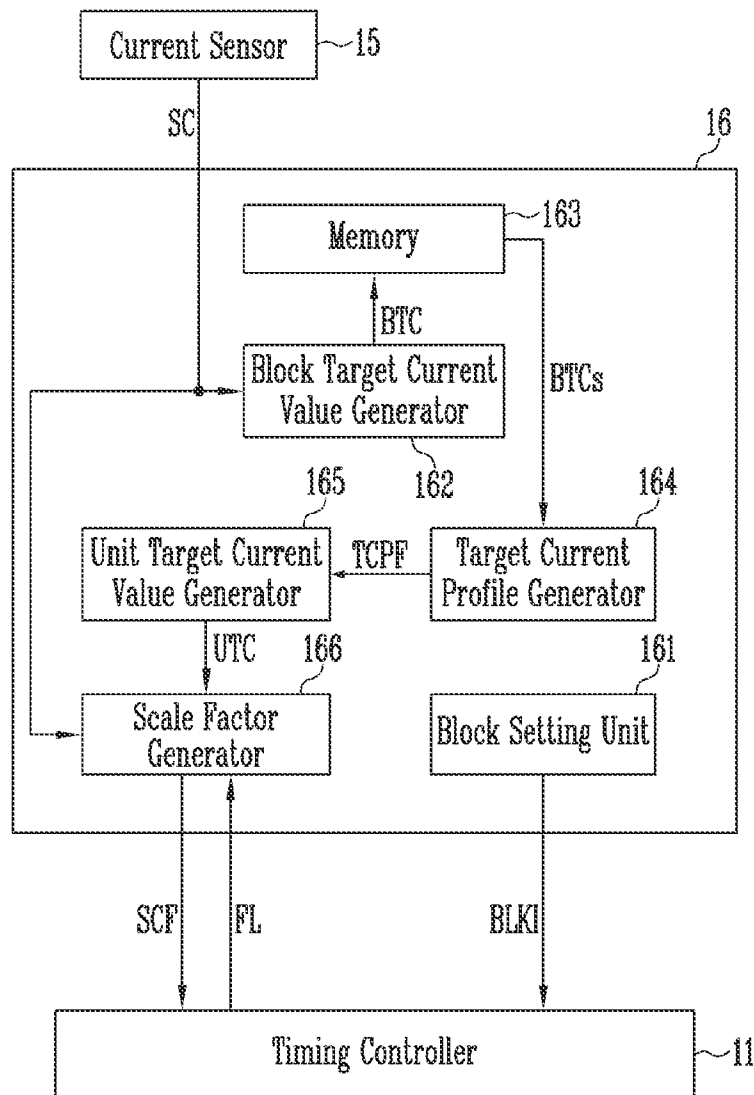 Current Sensor
15
SC
16
163
Memory
BTC
BTCs
Block Target Current
Value Generator
162
165
164
Unit Target Current
Value Generator
TCPF
Target Current
Profile Generator
UTC
166
161
Scale Factor
Generator
Block Setting Unit
SCF
FL
BLKI
Timing Controller
11